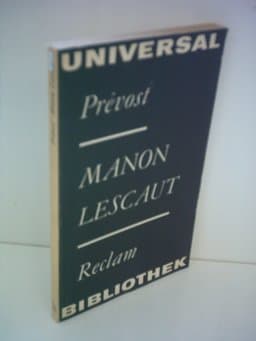 UNIVERSAL
Prévost
MANON
LESCAUT
Reclam
BIBLIOTHEK